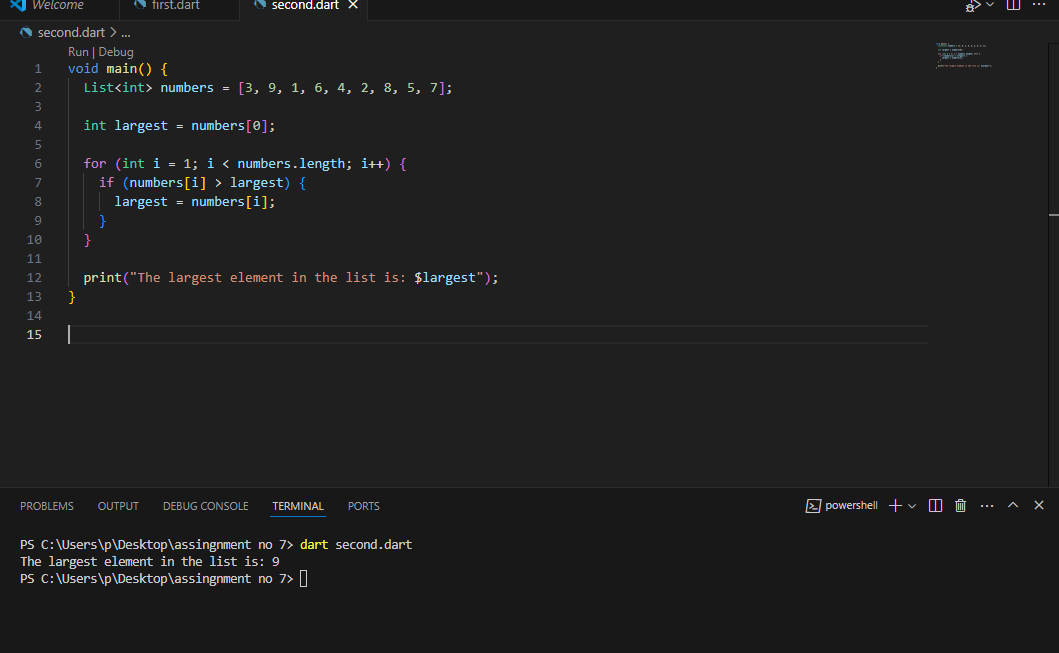 Welcome first.dart second.dart
second.dart > ...
Run | Debug
1 void main() {
2 List<int> numbers = [3, 9, 1, 6, 4, 2, 8, 5, 7];
3
4 int largest = numbers[0];
5
6 for (int i = 1; i < numbers.length; i++) {
7 if (numbers[i] > largest) {
8 largest = numbers[i];
9 }
10 }
11
12 print("The largest element in the list is: $largest");
13 }
14
15
PROBLEMS OUTPUT DEBUG CONSOLE TERMINAL PORTS powershell
PS C:\Users\p\Desktop\assingnment no 7> dart second.dart
The largest element in the list is: 9
PS C:\Users\p\Desktop\assingnment no 7>